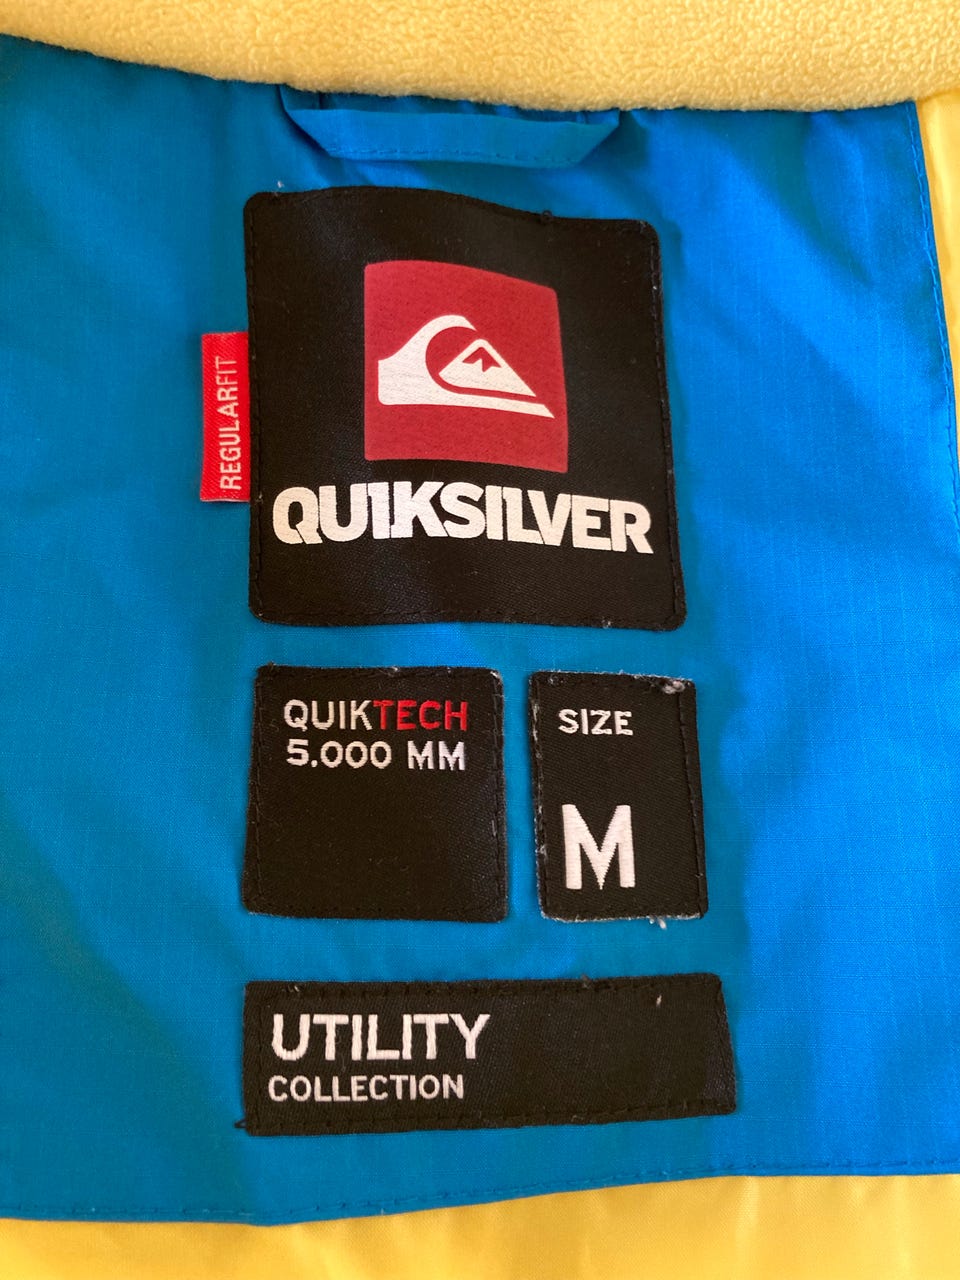 REGULARFIT
QUIKSILVER
QUIKTECH
5.000 MM
SIZE
M
UTILITY
COLLECTION